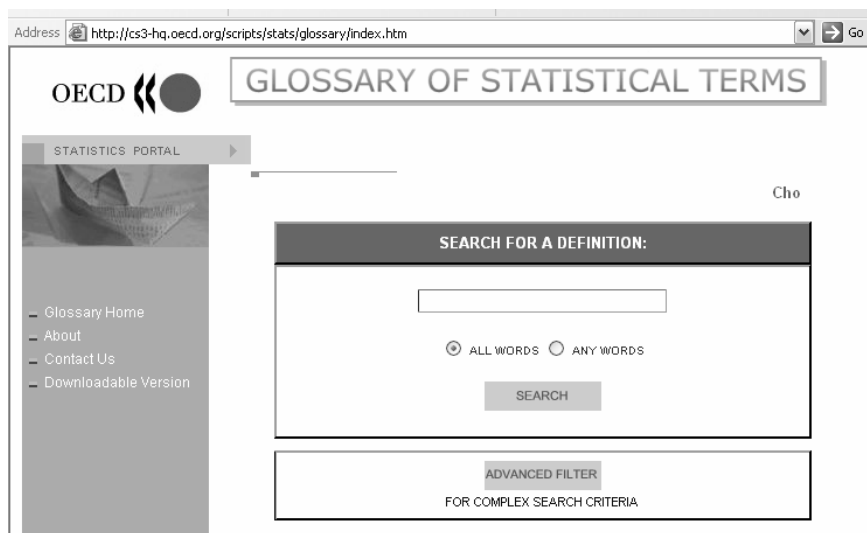 Address http://cs3-hq.oecd.org/scripts/stats/glossary/index.htm Go
OECD
GLOSSARY OF STATISTICAL TERMS
STATISTICS PORTAL
Cho
SEARCH FOR A DEFINITION:
ALL WORDS ANY WORDS
SEARCH
Glossary Home
About
Contact Us
Downloadable Version
ADVANCED FILTER
FOR COMPLEX SEARCH CRITERIA